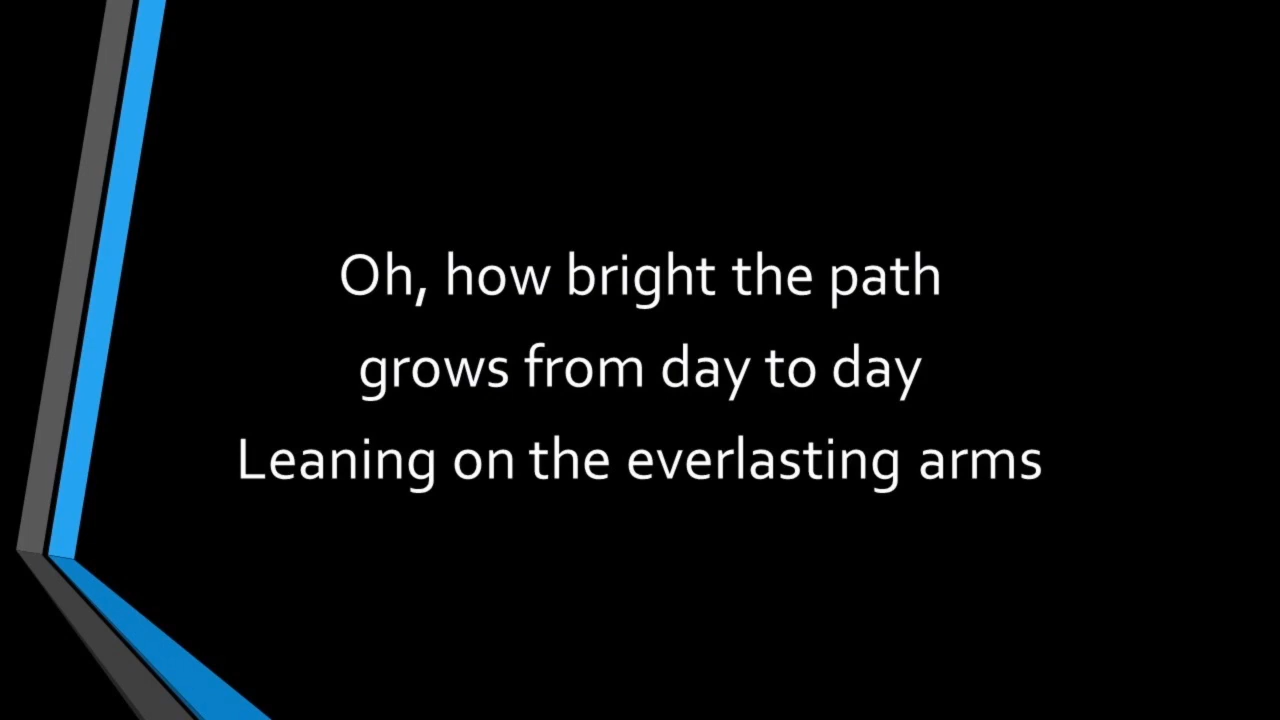 Oh, how bright the path
grows from day to day
Leaning on the everlasting arms